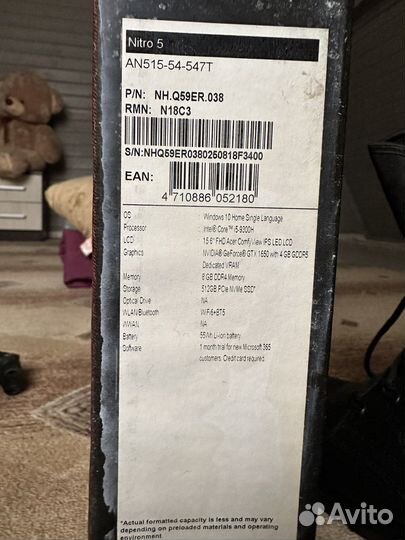 Nitro 5
AN515-54-547T
P/N: NH.Q59ER.038
RMN: N18C3
S/N:NHQ59ER0380250818F3400
EAN:
4 710886 052180
OS : Windows 10 Home Single Language
Processor : Intel® Core™ i5-9300H
LCD : 15.6" FHD Acer ComfyView IPS LED LCD
Graphics : NVIDIA® GeForce® GTX 1650 with 4 GB GDDR5
Dedicated VRAM
Memory : 8 GB DDR4 Memory
Storage : 512GB PCIe NVMe SSD*
Optical Drive : NA
WLAN/Bluetooth : WiFi 6+BT5
WWAN : NA
Battery : 55Wh Li-ion battery
Software : 1 month trial for new Microsoft 365
customers. Credit card required.
*Actual formatted capacity is less and may vary
depending on preloaded materials and operating
environment.
Avito